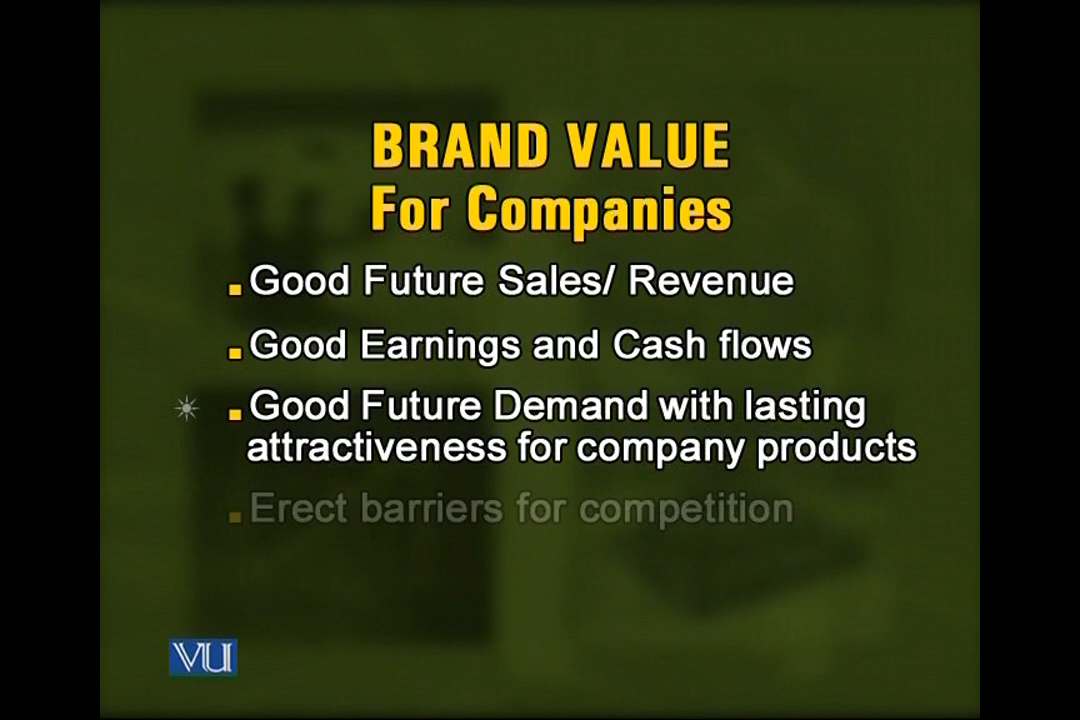 BRAND VALUE
For Companies
Good Future Sales/ Revenue
Good Earnings and Cash flows
Good Future Demand with lasting
attractiveness for company products
Erect barriers for competition
VU